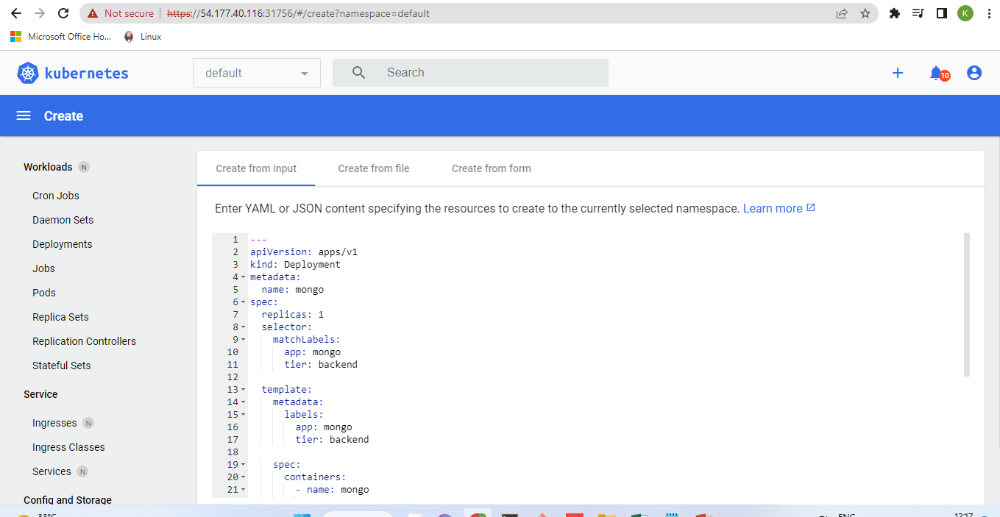 Not secure https://54.177.40.116:31756/#/create?namespace=default
K
Microsoft Office Ho... Linux
kubernetes default Search 10
Create
Workloads N
Cron Jobs
Daemon Sets
Deployments
Jobs
Pods
Replica Sets
Replication Controllers
Stateful Sets
Service
Ingresses N
Ingress Classes
Services N
Config and Storage
Create from input Create from file Create from form
Enter YAML or JSON content specifying the resources to create to the currently selected namespace. Learn more
1 ---
2 apiVersion: apps/v1
3 kind: Deployment
4 metadata:
5 name: mongo
6 spec:
7 replicas: 1
8 selector:
9 matchLabels:
10 app: mongo
11 tier: backend
12
13 template:
14 metadata:
15 labels:
16 app: mongo
17 tier: backend
18
19 spec:
20 containers:
21 - name: mongo
33°C ENG 12:17